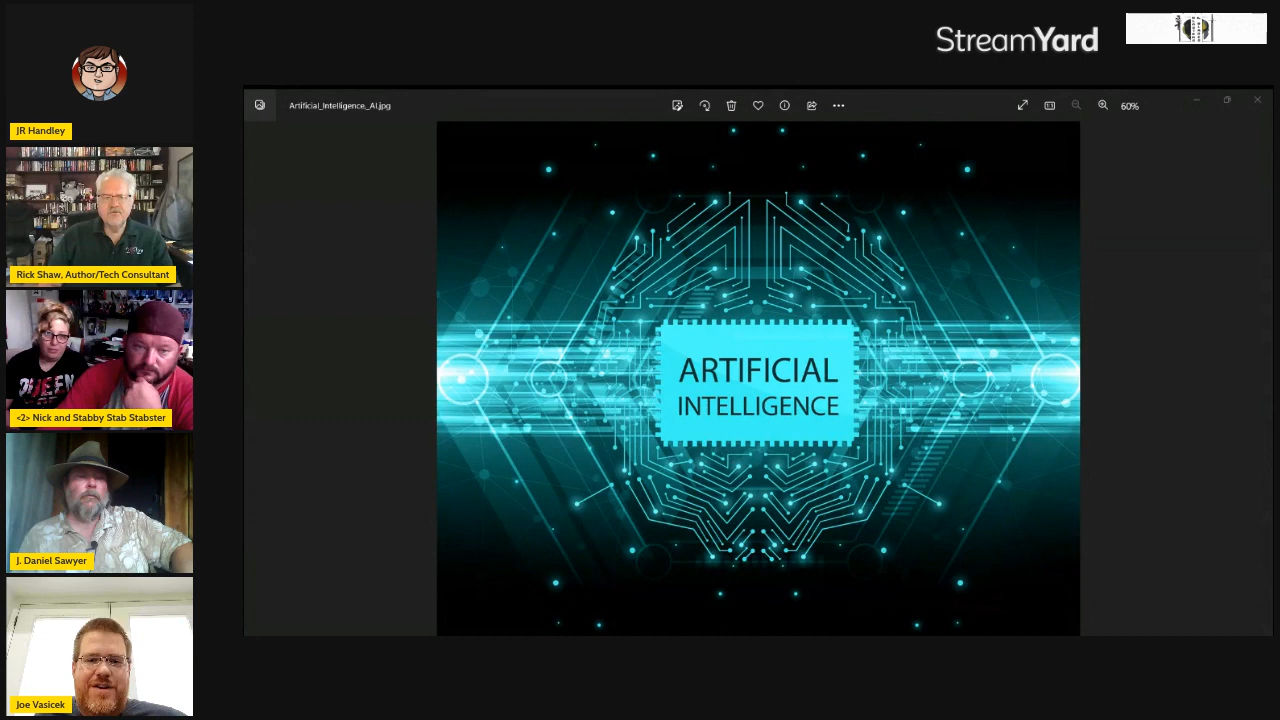 JR Handley
Rick Shaw, Author/Tech Consultant
<2> Nick and Stabby Stab Stabster
QUEEN
J. Daniel Sawyer
Joe Vasicek
StreamYard
Artificial_Intelligence_AI.jpg
60%
ARTIFICIAL
INTELLIGENCE